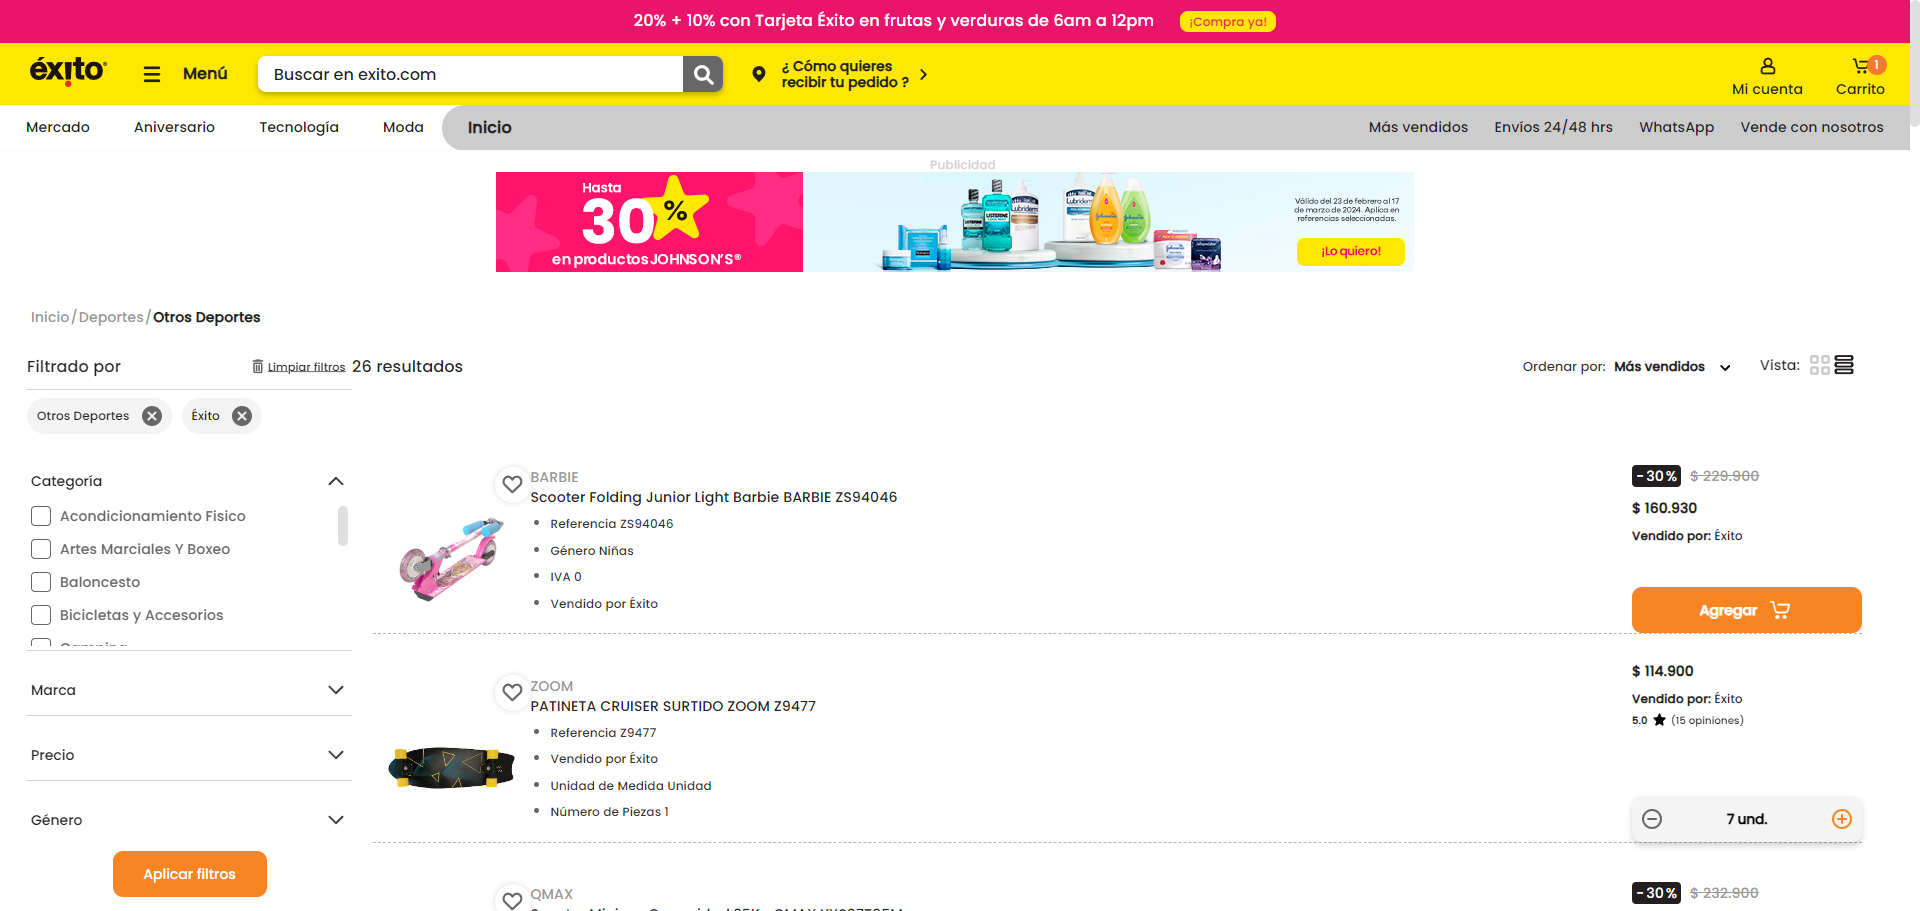 20% + 10% con Tarjeta Éxito en frutas y verduras de 6am a 12pm
¡Compra ya!
éxito
Menú
Buscar en exito.com
¿ Cómo quieres
recibir tu pedido ?
Mi cuenta
1
Carrito
Mercado
Aniversario
Tecnología
Moda
Inicio
Más vendidos
Envíos 24/48 hrs
WhatsApp
Vende con nosotros
Publicidad
Hasta
30%
en productos JOHNSON'S®
LISTERINE
Lubriderm
Lubriderm
Johnson's
Johnson's
Válido del 23 de febrero al 17
de marzo de 2024. Aplica en
referencias seleccionadas.
¡Lo quiero!
Inicio / Deportes / Otros Deportes
Filtrado por
Limpiar filtros
26 resultados
Ordenar por: Más vendidos
Vista:
Otros Deportes
Éxito
Categoría
Acondicionamiento Fisico
Artes Marciales Y Boxeo
Baloncesto
Bicicletas y Accesorios
Marca
Precio
Género
Aplicar filtros
BARBIE
Scooter Folding Junior Light Barbie BARBIE ZS94046
Referencia ZS94046
Género Niñas
IVA 0
Vendido por Éxito
-30%
$ 229.900
$ 160.930
Vendido por: Éxito
Agregar
ZOOM
PATINETA CRUISER SURTIDO ZOOM Z9477
Referencia Z9477
Vendido por Éxito
Unidad de Medida Unidad
Número de Piezas 1
$ 114.900
Vendido por: Éxito
5.0 ★ (15 opiniones)
7 und.
QMAX
-30%
$ 232.900